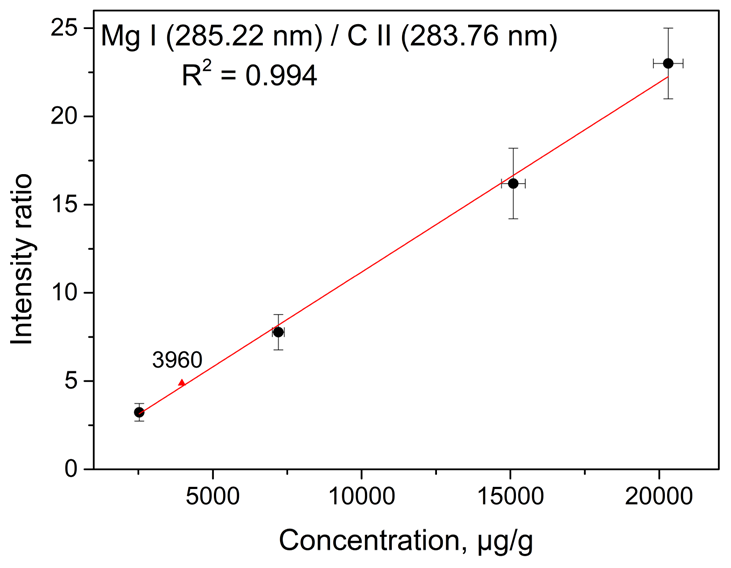 Mg I (285.22 nm) / C II (283.76 nm)
R² = 0.994
25
20
15
10
5
0
Intensity ratio
3960
5000 10000 15000 20000
Concentration, µg/g